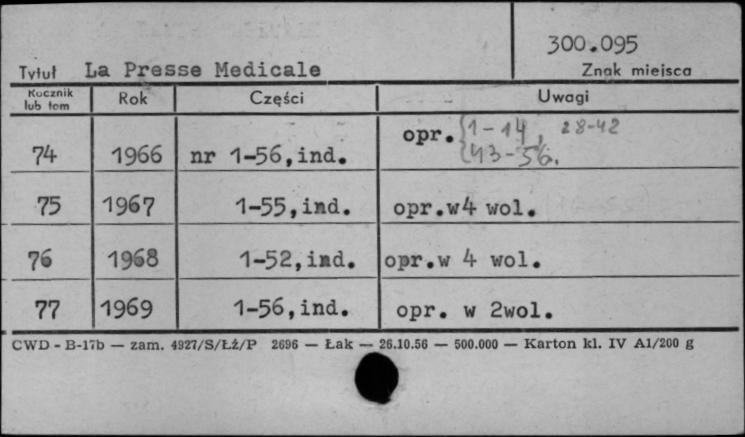 300.095
Tytuł La Presse Medicale Znak miejsca
Rocznik lub tom Rok Części Uwagi
74 1966 nr 1-56,ind. opr. {1-14, 28-42
{43-56.
75 1967 1-55,ind. opr.w4 wol.
76 1968 1-52,ind. opr.w 4 wol.
77 1969 1-56,ind. opr. w 2wol.
CWD - B-17b — zam. 4927/S/Łż/P 2696 — Łak — 26.10.56 — 500.000 — Karton kl. IV A1/200 g